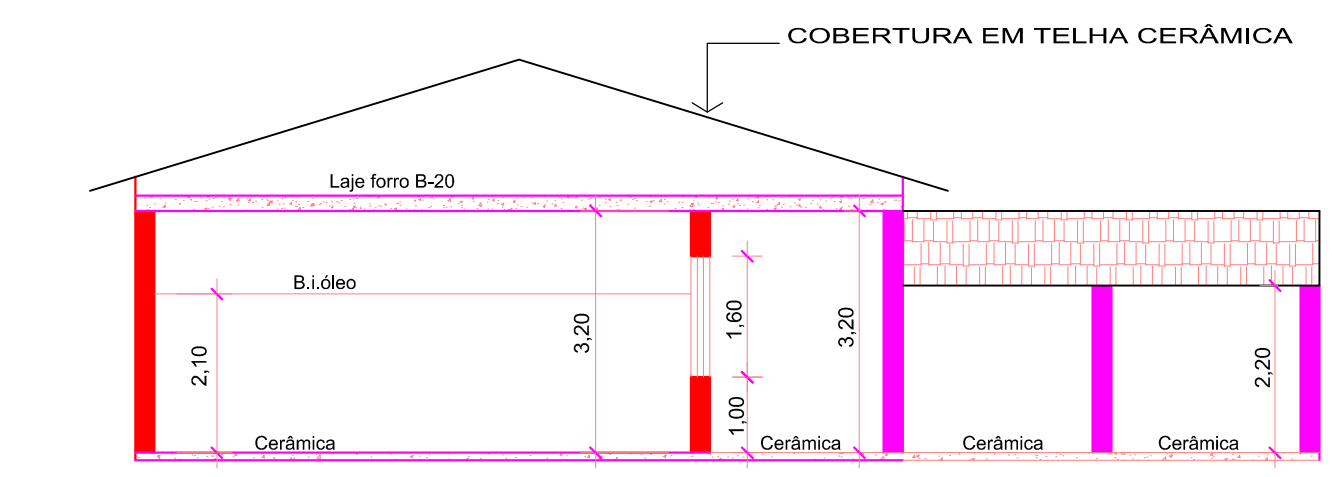 COBERTURA EM TELHA CERÂMICA
Laje forro B-20
B.i.óleo
2,10
3,20
1,60
1,00
3,20
2,20
Cerâmica
Cerâmica
Cerâmica
Cerâmica